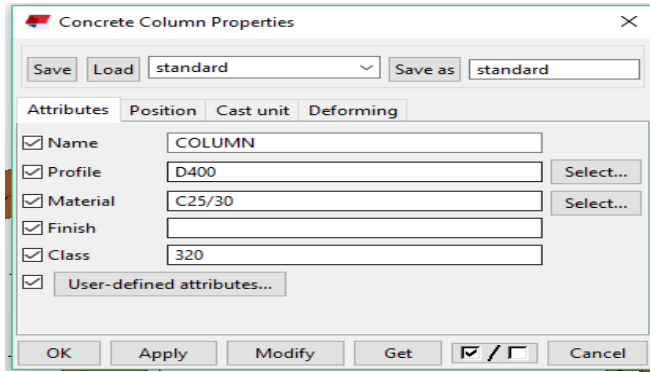 Concrete Column Properties
Save Load standard Save as standard
Attributes Position Cast unit Deforming
Name COLUMN
Profile D400 Select...
Material C25/30 Select...
Finish
Class 320
User-defined attributes...
OK Apply Modify Get / Cancel